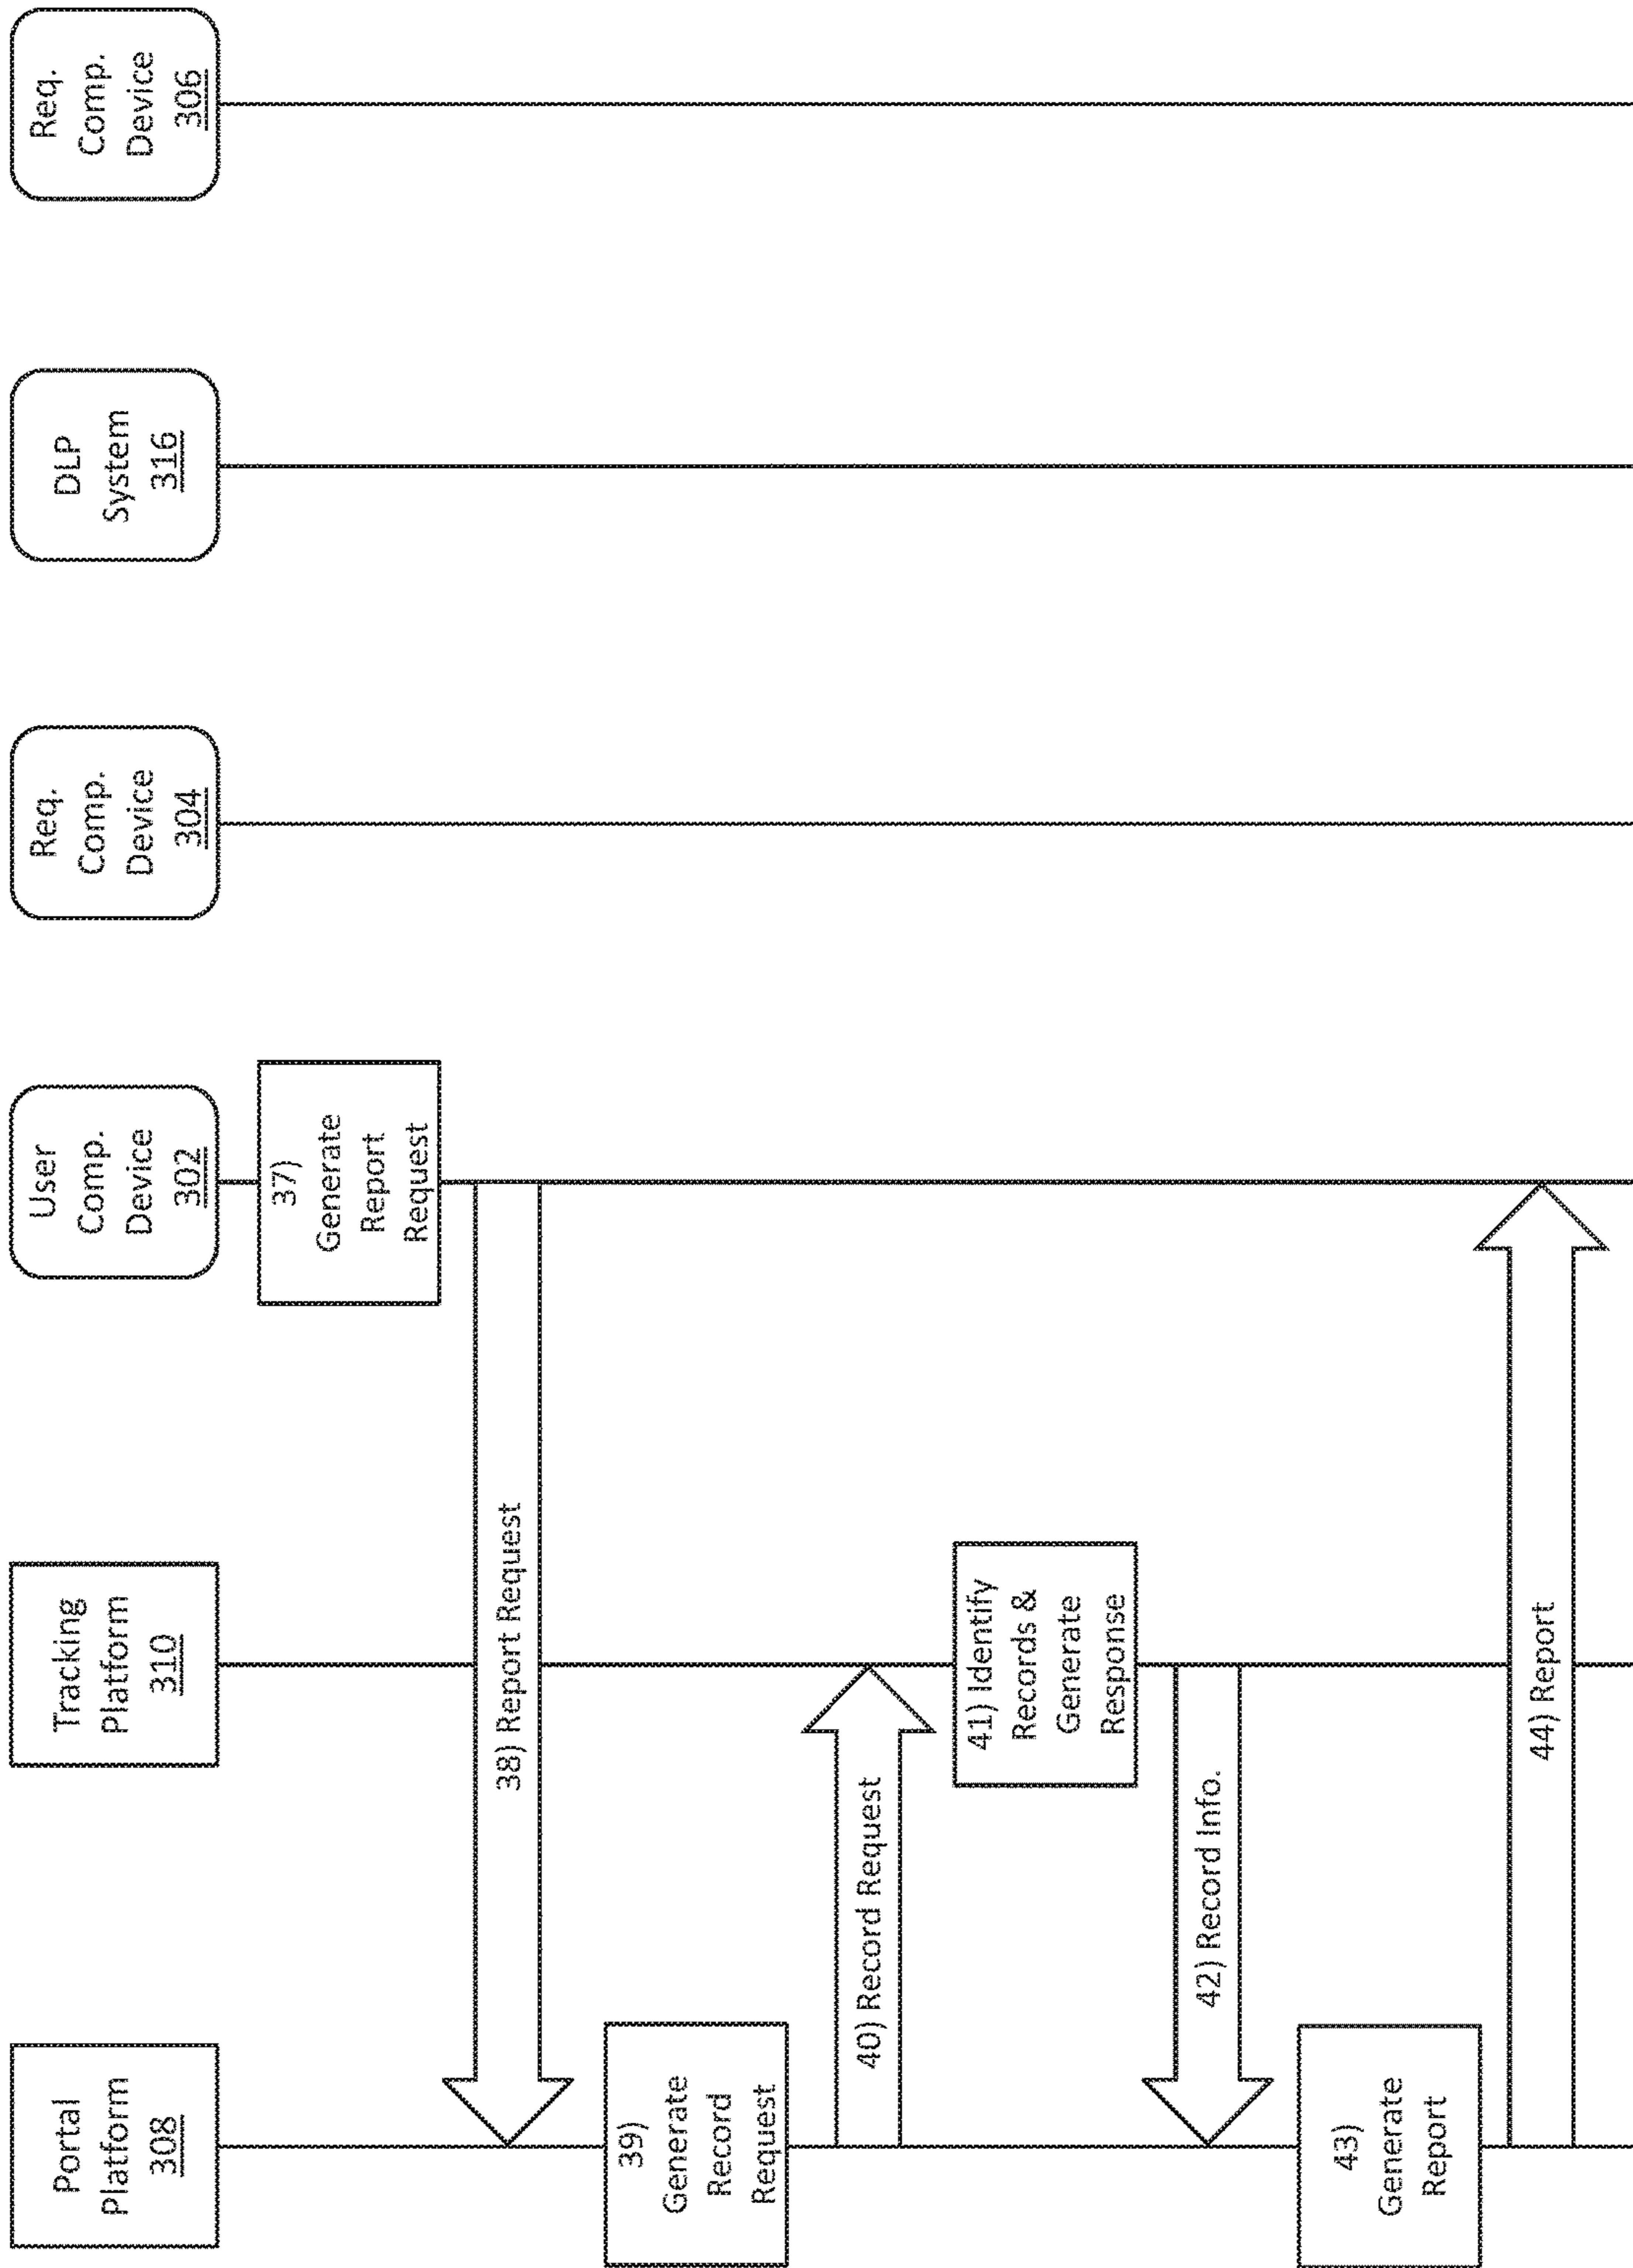 Portal
Platform
308
Tracking
Platform
310
User
Comp.
Device
302
Req.
Comp.
Device
304
DLP
System
316
Req.
Comp.
Device
306
37)
Generate
Report
Request
38) Report Request
39)
Generate
Record
Request
40) Record Request
41) Identify
Records &
Generate
Response
42) Record Info.
43)
Generate
Report
44) Report